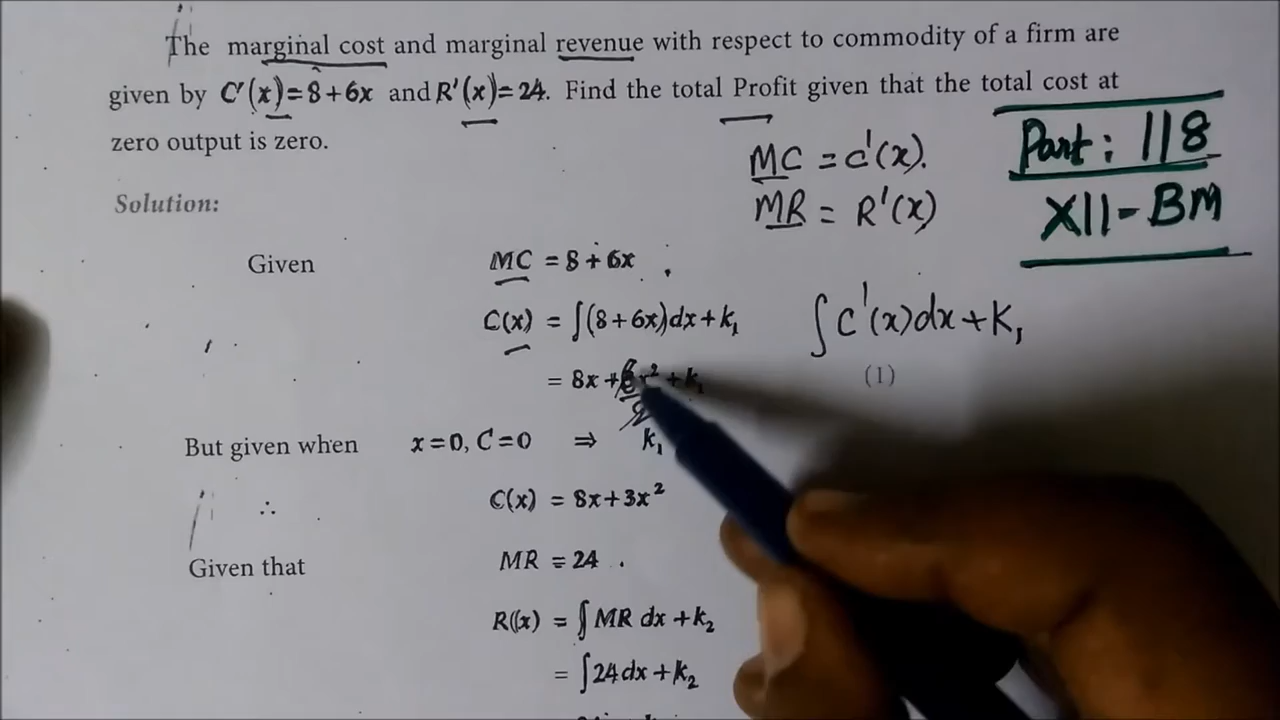 The marginal cost and marginal revenue with respect to commodity of a firm are
given by C'(x)=8+6x and R'(x)=24. Find the total Profit given that the total cost at
zero output is zero.
MC = c'(x).
MR = R'(x)
Part: 118
XII-BM
Solution:
Given MC = 8+6x
C(x) = ∫(8+6x)dx+k₁ ∫C'(x)dx+K₁
= 8x + x² + k₁ (1)
But given when x=0, C=0 ⇒ k₁
∴ C(x) = 8x+3x²
Given that MR = 24
R(x) = ∫MR dx+k₂
= ∫24dx+k₂